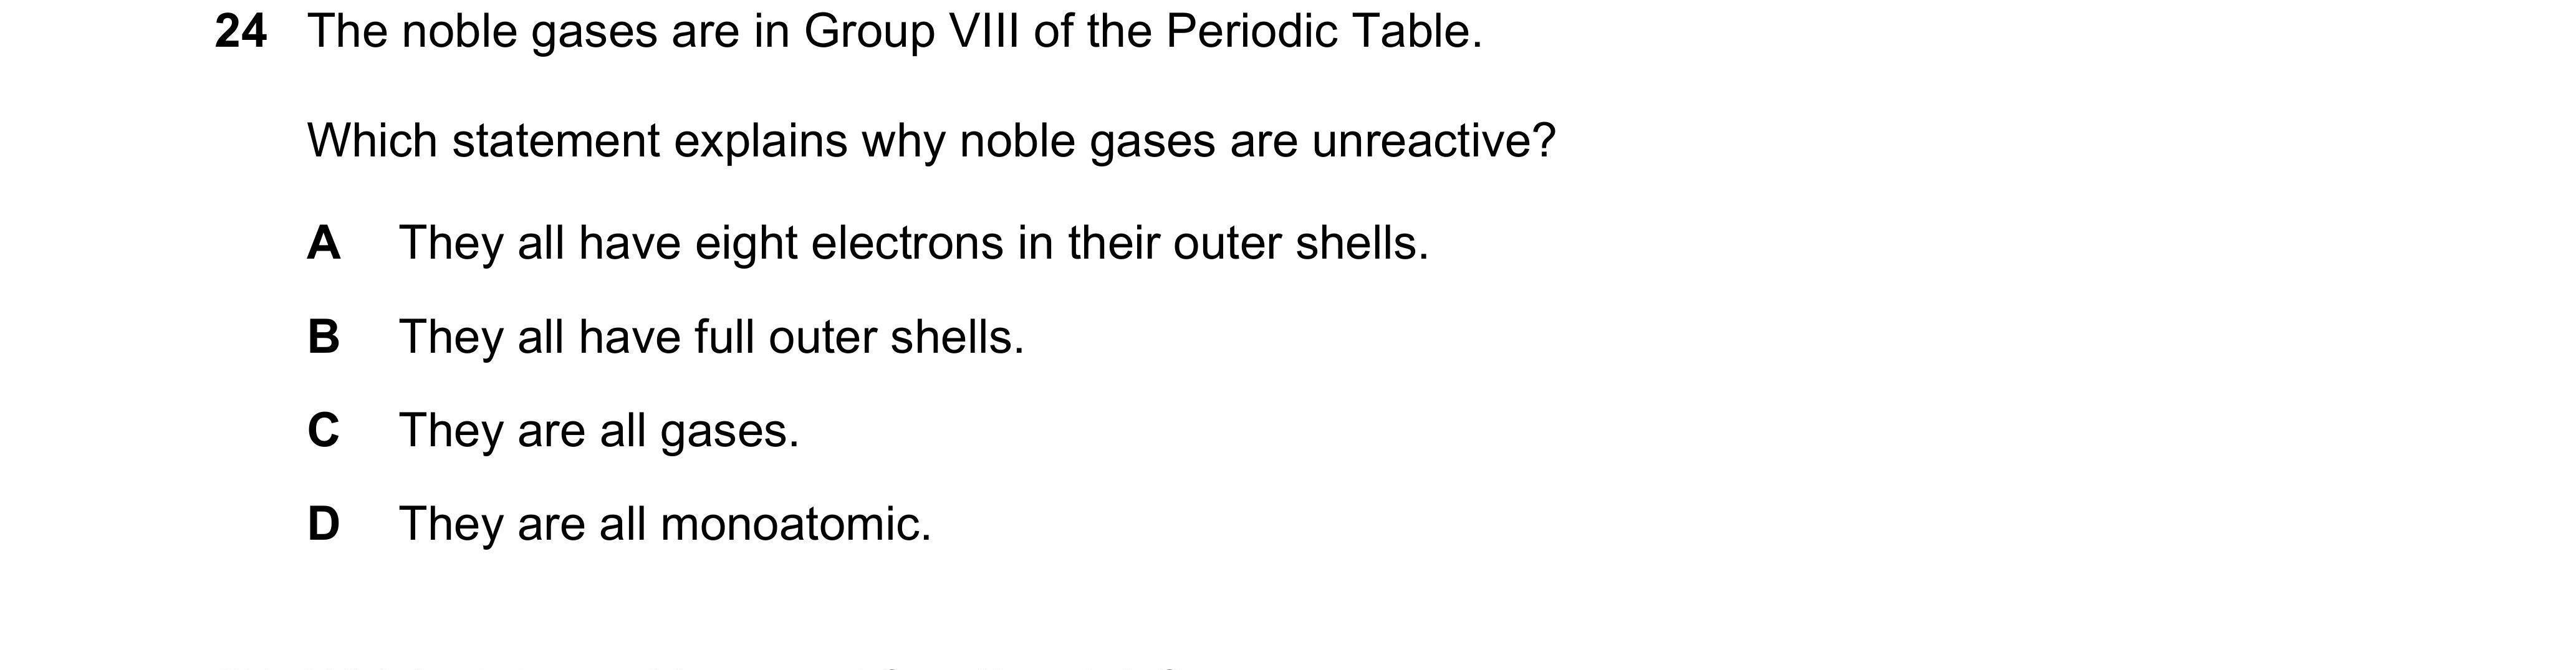 24 The noble gases are in Group VIII of the Periodic Table.
Which statement explains why noble gases are unreactive?
A They all have eight electrons in their outer shells.
B They all have full outer shells.
C They are all gases.
D They are all monoatomic.